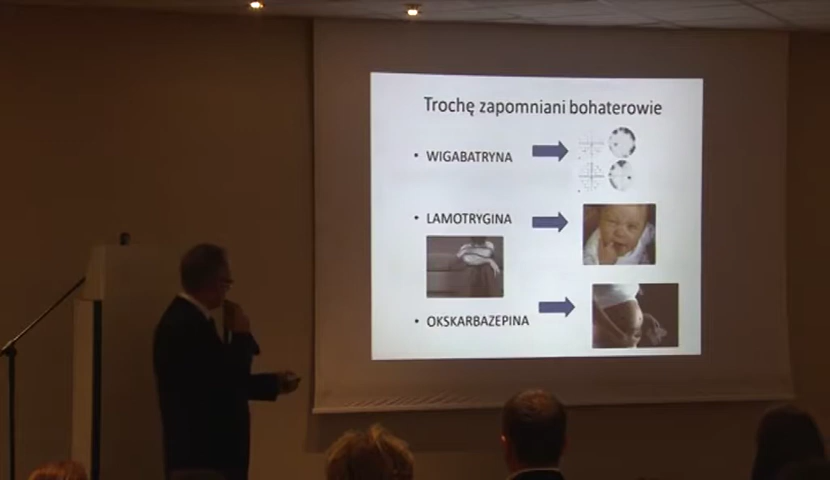 Trochę zapomniani bohaterowie
• WIGABATRYNA
• LAMOTRYGINA
• OKSKARBAZEPINA